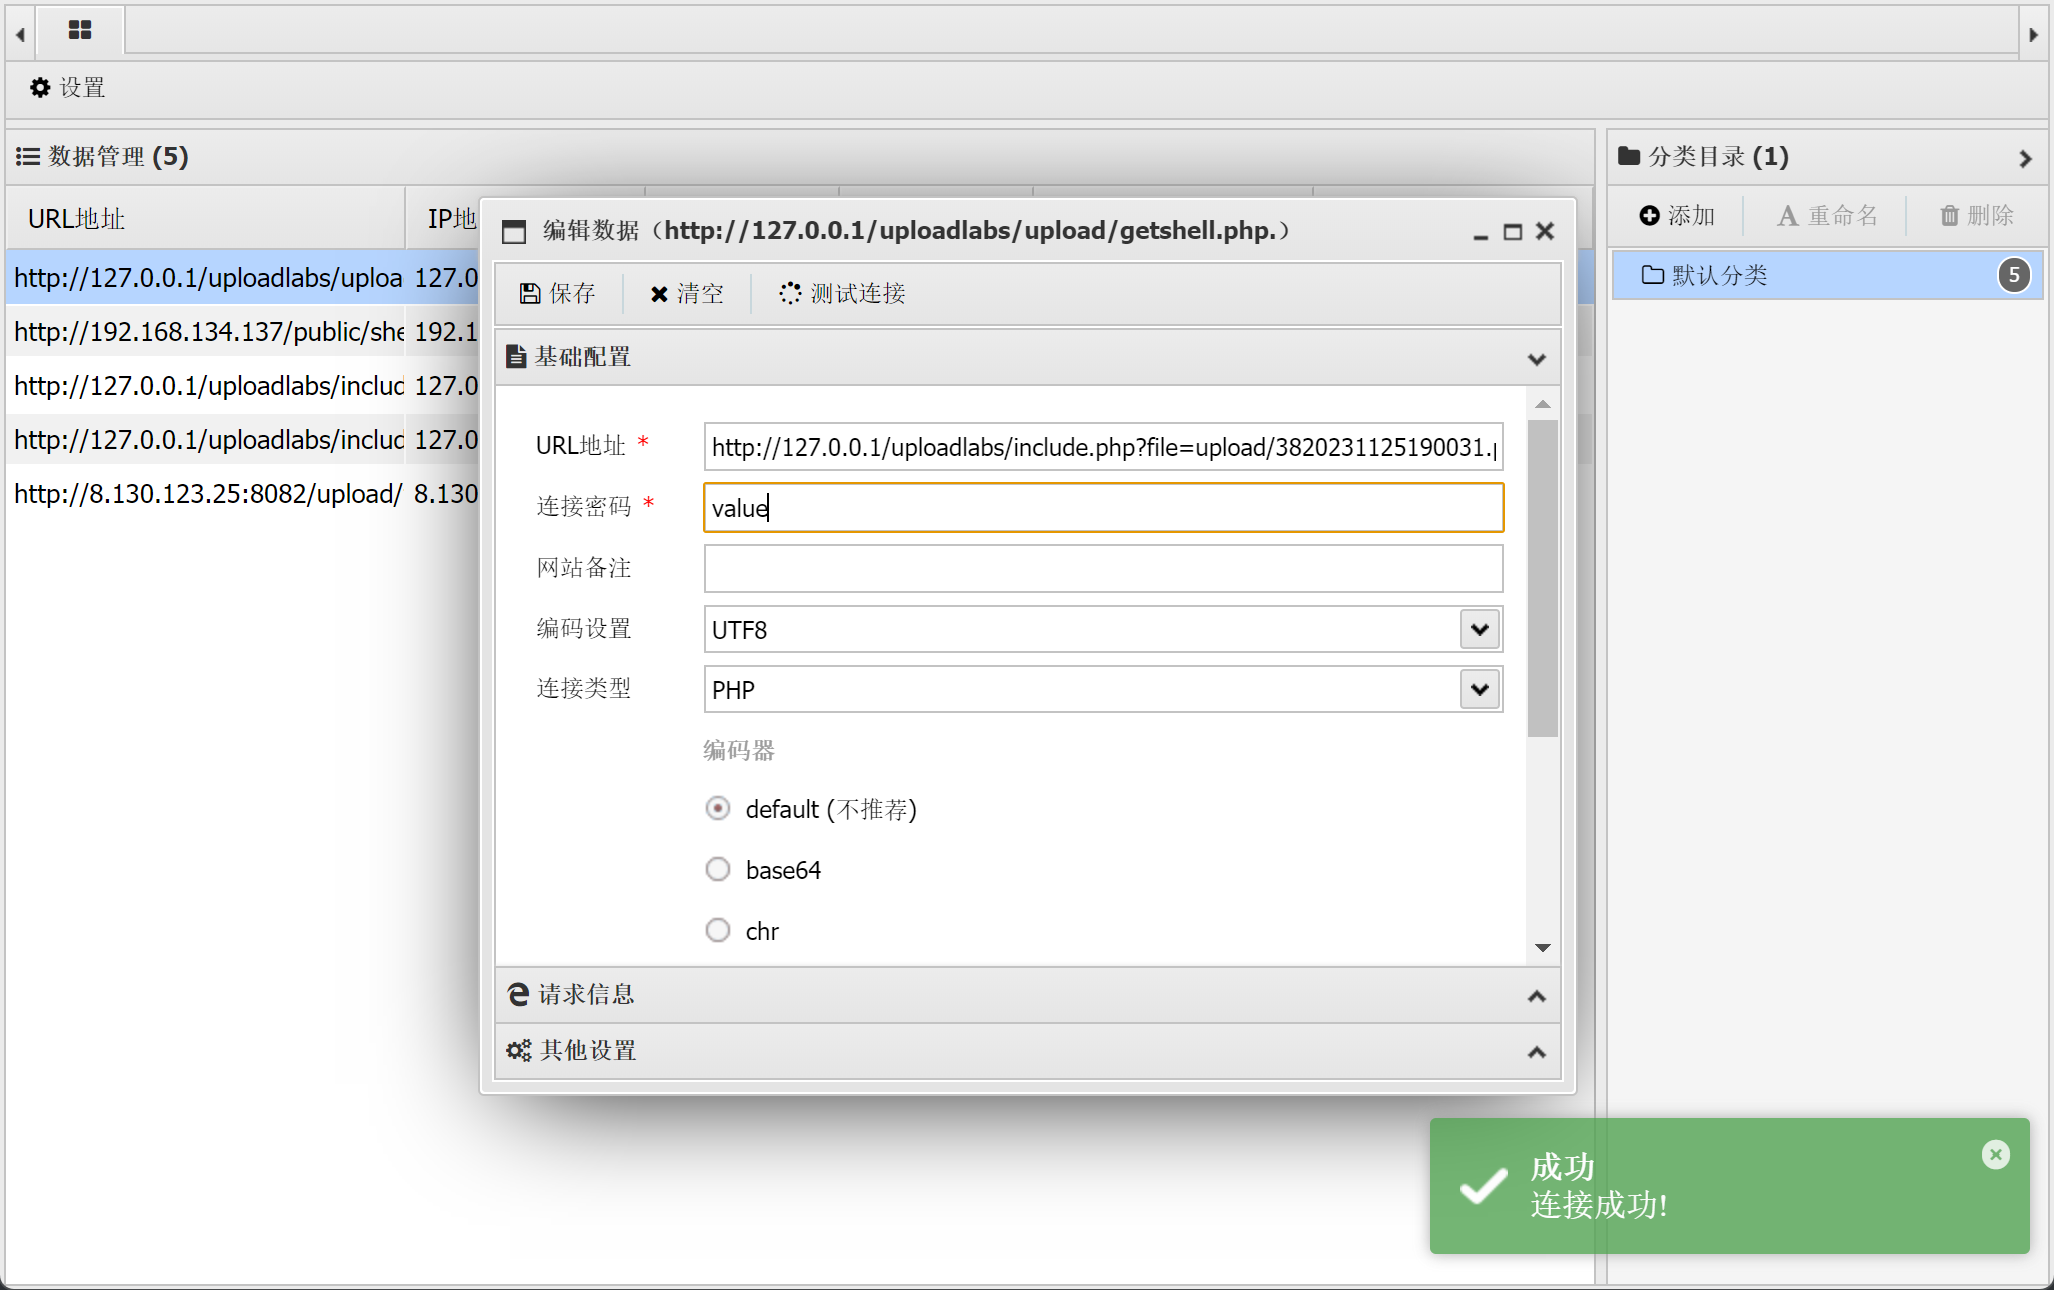 设置
数据管理 (5)
URL地址
IP地
http://127.0.0.1/uploadlabs/uploa
127.0
http://192.168.134.137/public/she
192.1
http://127.0.0.1/uploadlabs/includ
127.0
http://127.0.0.1/uploadlabs/includ
127.0
http://8.130.123.25:8082/upload/
8.130
编辑数据（http://127.0.0.1/uploadlabs/upload/getshell.php.）
保存
清空
测试连接
基础配置
URL地址 *
http://127.0.0.1/uploadlabs/include.php?file=upload/3820231125190031.p
连接密码 *
value
网站备注
编码设置
UTF8
连接类型
PHP
编码器
default (不推荐)
base64
chr
请求信息
其他设置
分类目录 (1)
添加
重命名
删除
默认分类
5
成功
连接成功!